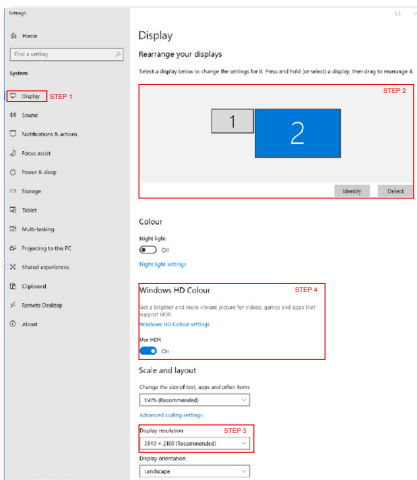 Settings
Home
Find a setting
System
Display STEP 1
Sound
Notifications & actions
Focus assist
Power & sleep
Storage
Tablet
Multi-tasking
Projecting to this PC
Shared experiences
Clipboard
Remote Desktop
About
Display
Rearrange your displays
Select a display below to change the settings for it. Press and hold (or select) a display, then drag to rearrange it.
STEP 2
1
2
Identify Detect
Colour
Night light
Off
Night light settings
Windows HD Colour STEP 4
Get a brighter and more vibrant picture for videos, games and apps that
support HDR.
Windows HD Colour settings
Use HDR
On
Scale and layout
Change the size of text, apps and other items
150% (Recommended)
Advanced scaling settings
Display resolution STEP 3
3840 × 2160 (Recommended)
Display orientation
Landscape